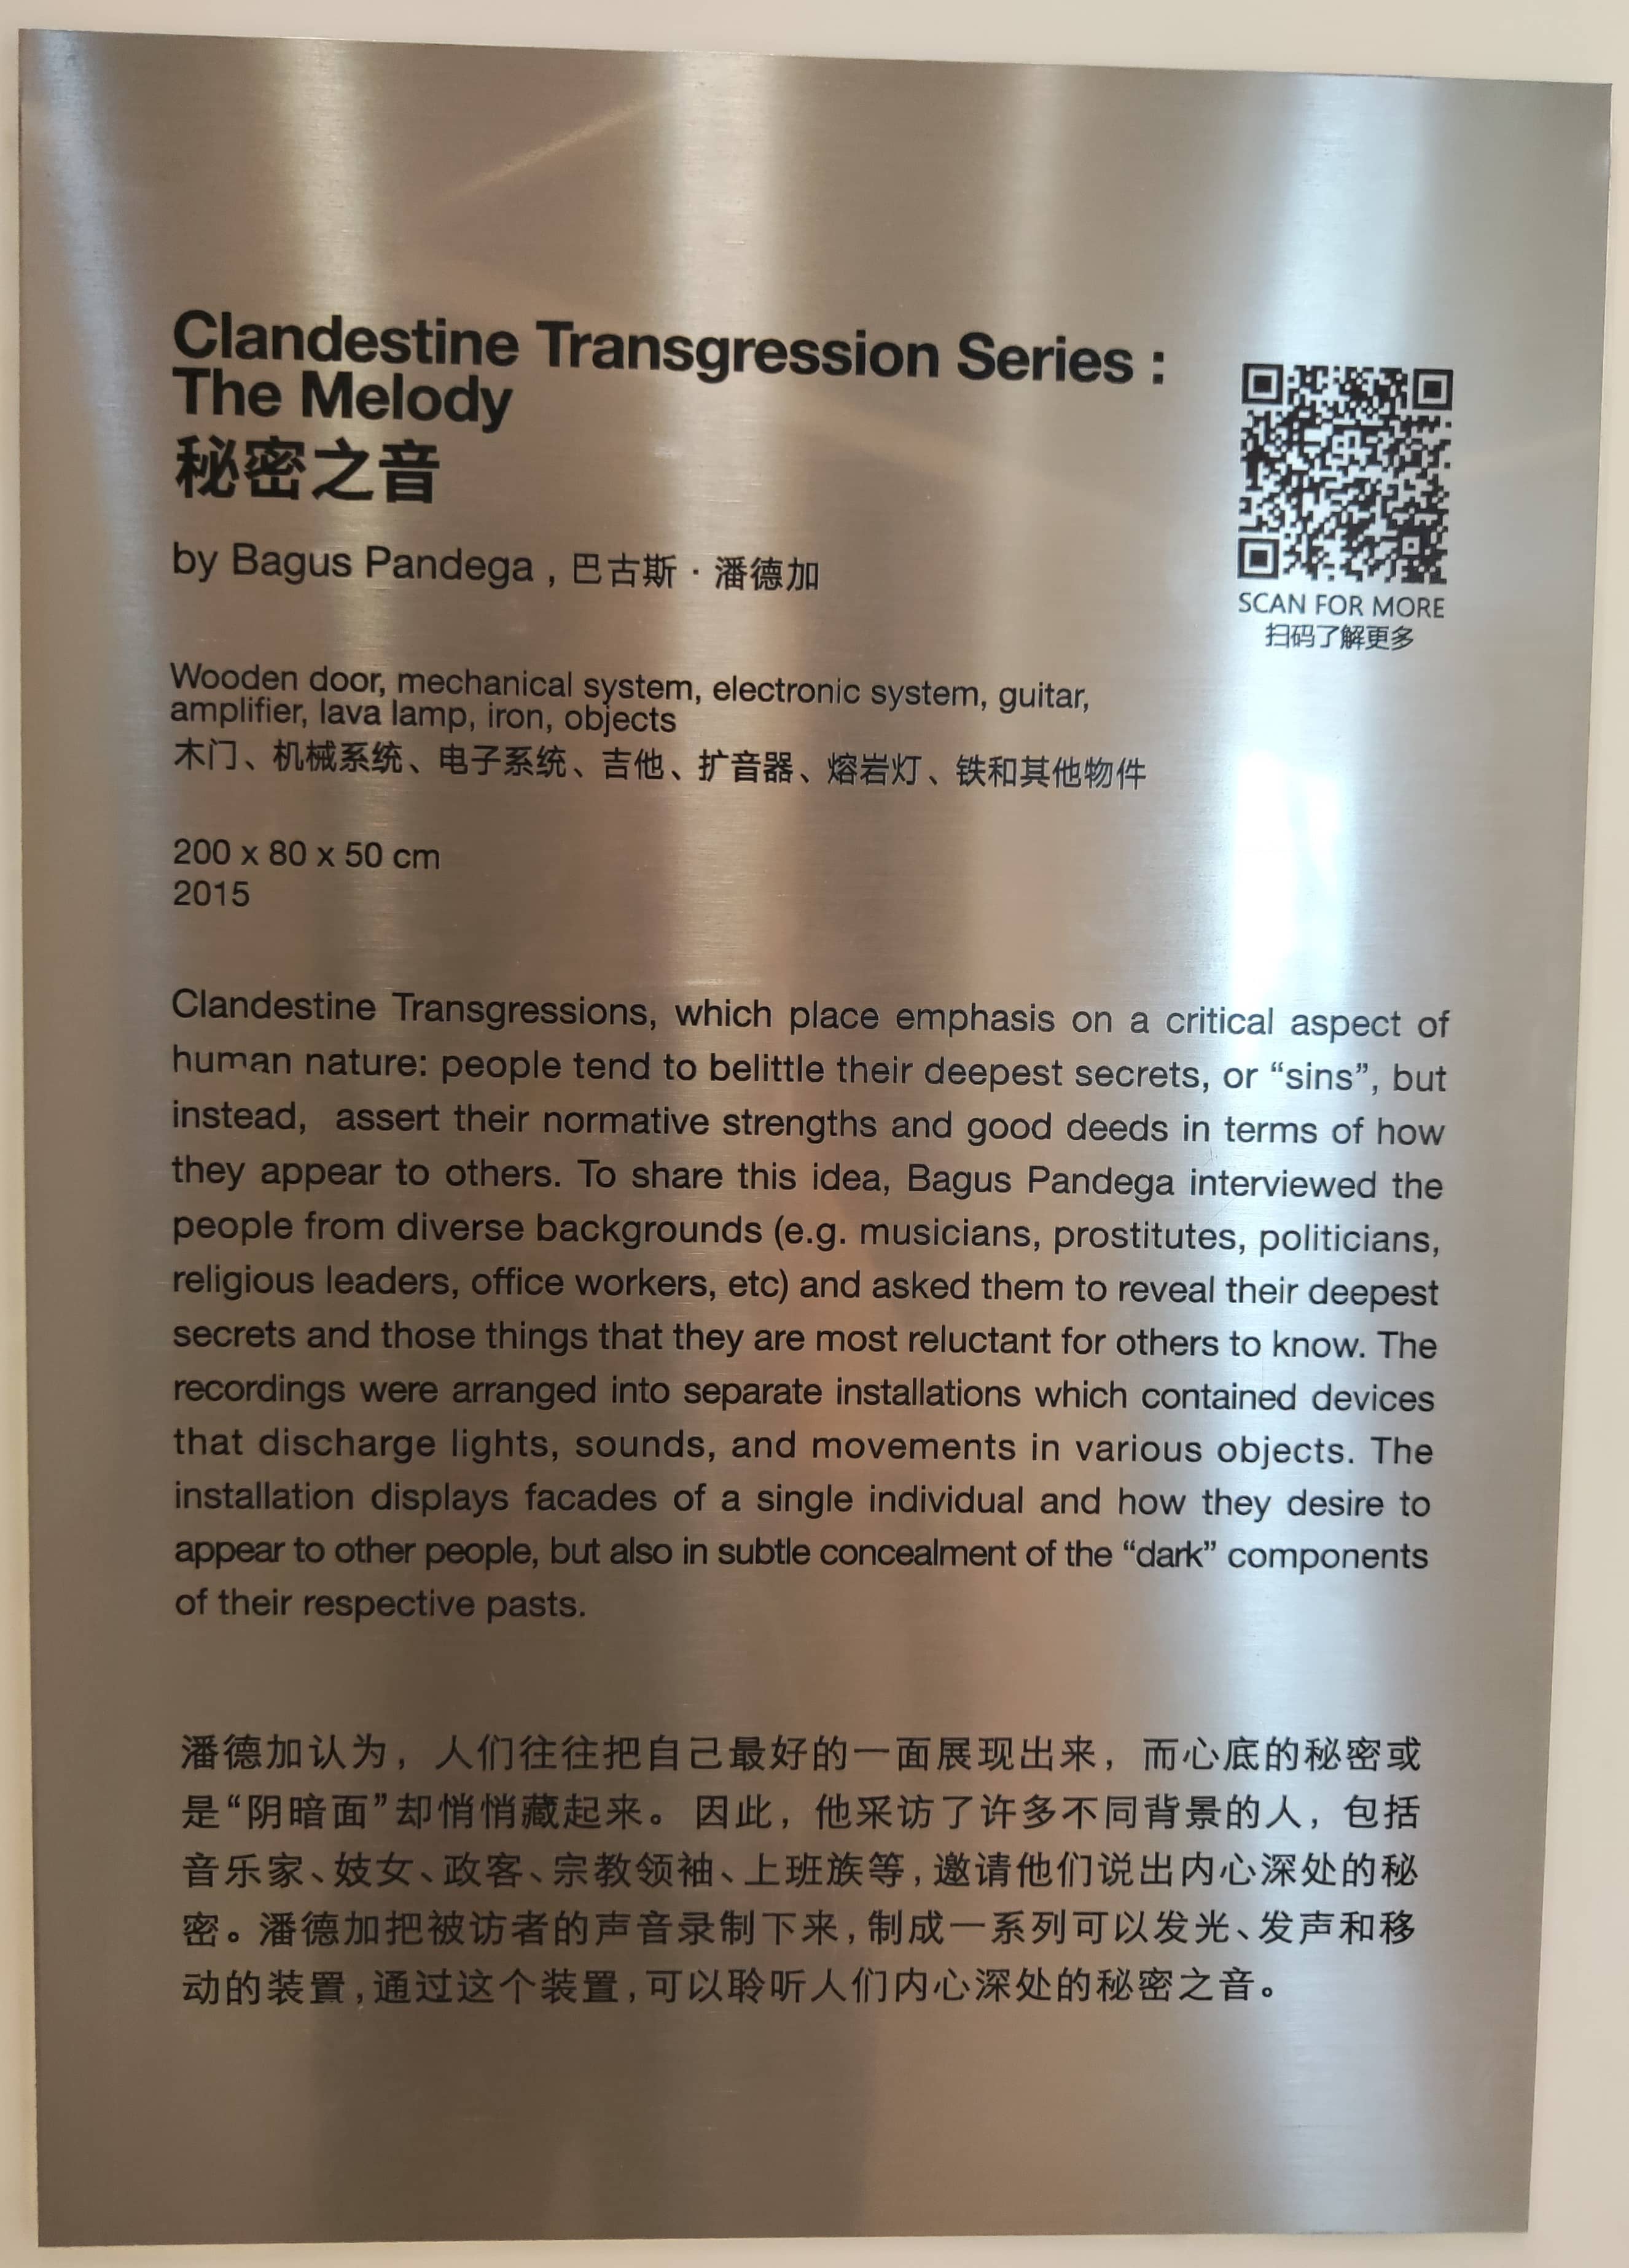 Clandestine Transgression Series :
The Melody
秘密之音
by Bagus Pandega , 巴古斯 · 潘德加
SCAN FOR MORE
扫码了解更多
Wooden door, mechanical system, electronic system, guitar,
amplifier, lava lamp, iron, objects
木门、机械系统、电子系统、吉他、扩音器、熔岩灯、铁和其他物件
200 x 80 x 50 cm
2015
Clandestine Transgressions, which place emphasis on a critical aspect of
human nature: people tend to belittle their deepest secrets, or “sins”, but
instead, assert their normative strengths and good deeds in terms of how
they appear to others. To share this idea, Bagus Pandega interviewed the
people from diverse backgrounds (e.g. musicians, prostitutes, politicians,
religious leaders, office workers, etc) and asked them to reveal their deepest
secrets and those things that they are most reluctant for others to know. The
recordings were arranged into separate installations which contained devices
that discharge lights, sounds, and movements in various objects. The
installation displays facades of a single individual and how they desire to
appear to other people, but also in subtle concealment of the “dark” components
of their respective pasts.
潘德加认为，人们往往把自己最好的一面展现出来，而心底的秘密或
是“阴暗面”却悄悄藏起来。因此，他采访了许多不同背景的人，包括
音乐家、妓女、政客、宗教领袖、上班族等，邀请他们说出内心深处的秘
密。潘德加把被访者的声音录制下来，制成一系列可以发光、发声和移
动的装置，通过这个装置，可以聆听人们内心深处的秘密之音。